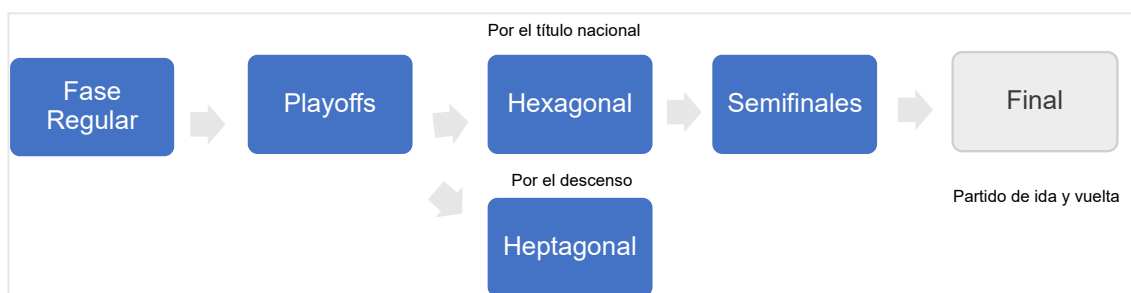 Por el título nacional
Fase
Regular
Playoffs
Hexagonal
Semifinales
Final
Por el descenso
Heptagonal
Partido de ida y vuelta